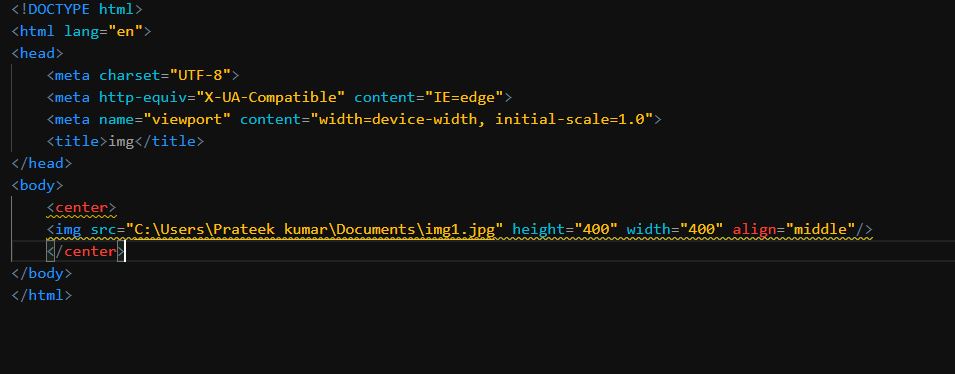 <!DOCTYPE html>
<html lang="en">
<head>
    <meta charset="UTF-8">
    <meta http-equiv="X-UA-Compatible" content="IE=edge">
    <meta name="viewport" content="width=device-width, initial-scale=1.0">
    <title>img</title>
</head>
<body>
    <center>
    <img src="C:\Users\Prateek kumar\Documents\img1.jpg" height="400" width="400" align="middle"/>
    </center>
</body>
</html>